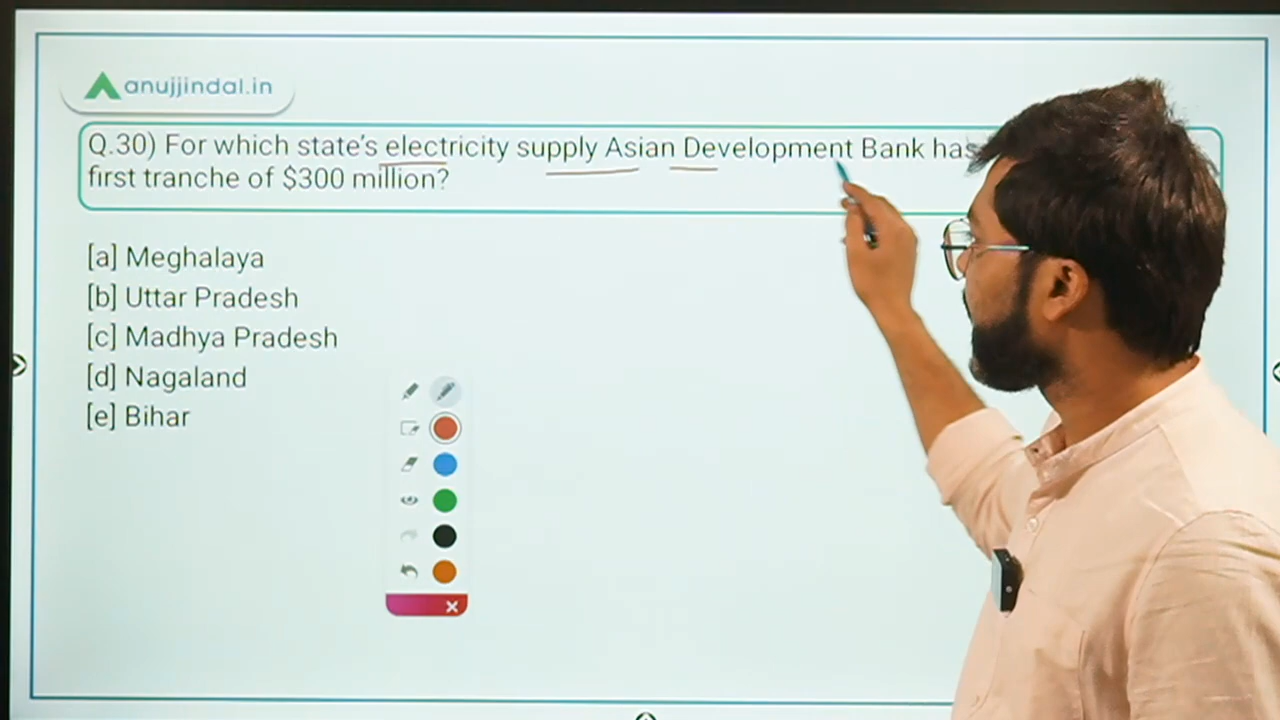 anujjindal.in
Q.30) For which state's electricity supply Asian Development Bank has
first tranche of $300 million?
[a] Meghalaya
[b] Uttar Pradesh
[c] Madhya Pradesh
[d] Nagaland
[e] Bihar